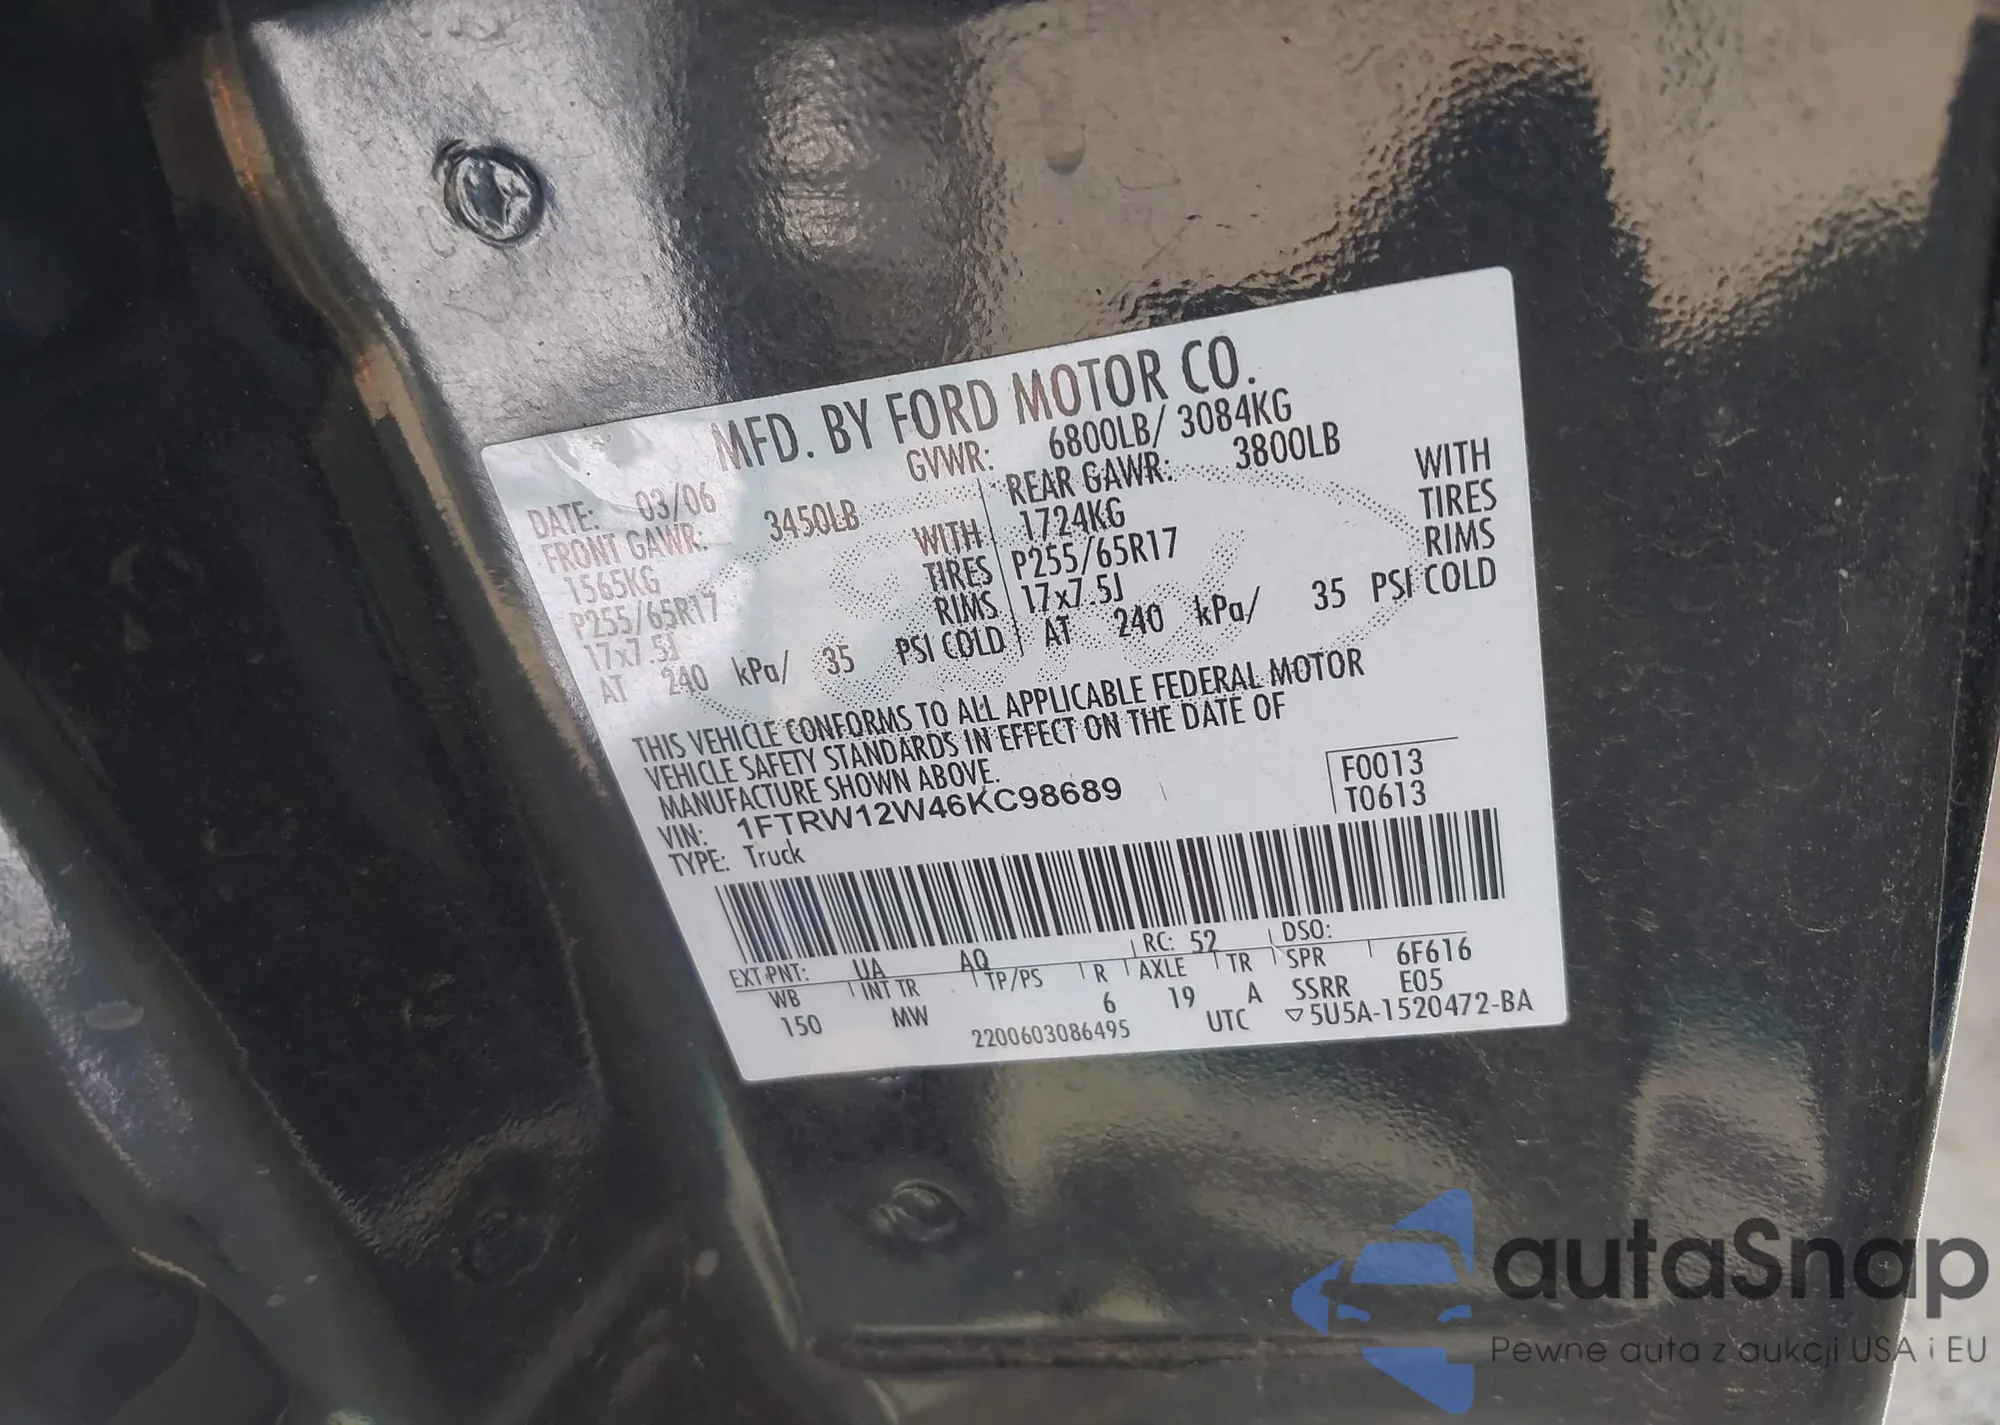 MFD. BY FORD MOTOR CO.
DATE: 03/06 GVWR: 6800LB/ 3084KG
FRONT GAWR: 3450LB REAR GAWR: 3800LB
1565KG WITH 1724KG WITH
P255/65R17 TIRES P255/65R17 TIRES
17x7.5J RIMS 17x7.5J RIMS
AT 240 kPa/ 35 PSI COLD AT 240 kPa/ 35 PSI COLD
THIS VEHICLE CONFORMS TO ALL APPLICABLE FEDERAL MOTOR
VEHICLE SAFETY STANDARDS IN EFFECT ON THE DATE OF
MANUFACTURE SHOWN ABOVE.
VIN: 1FTRW12W46KC98689 F0013
TYPE: Truck T0613
EXT PNT: UA AQ RC: 52 DSO:
WB INT TR TP/PS R AXLE TR SPR 6F616
150 MW 6 19 A SSRR E05
2200603086495 UTC ▽5U5A-1520472-BA
autaSnap
Pewne auta z aukcji USA i EU